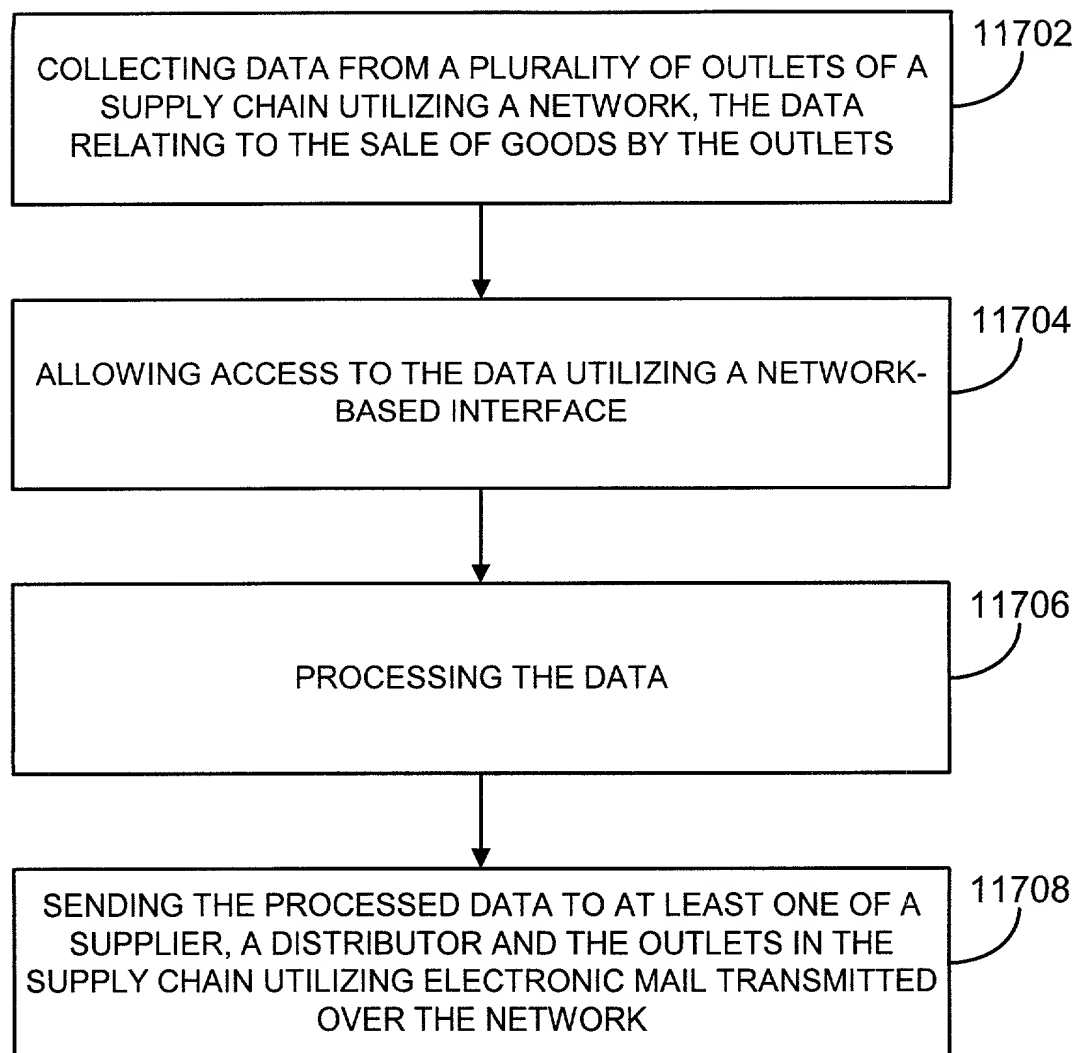 11702
COLLECTING DATA FROM A PLURALITY OF OUTLETS OF A
SUPPLY CHAIN UTILIZING A NETWORK, THE DATA
RELATING TO THE SALE OF GOODS BY THE OUTLETS
11704
ALLOWING ACCESS TO THE DATA UTILIZING A NETWORK-
BASED INTERFACE
11706
PROCESSING THE DATA
11708
SENDING THE PROCESSED DATA TO AT LEAST ONE OF A
SUPPLIER, A DISTRIBUTOR AND THE OUTLETS IN THE
SUPPLY CHAIN UTILIZING ELECTRONIC MAIL TRANSMITTED
OVER THE NETWORK